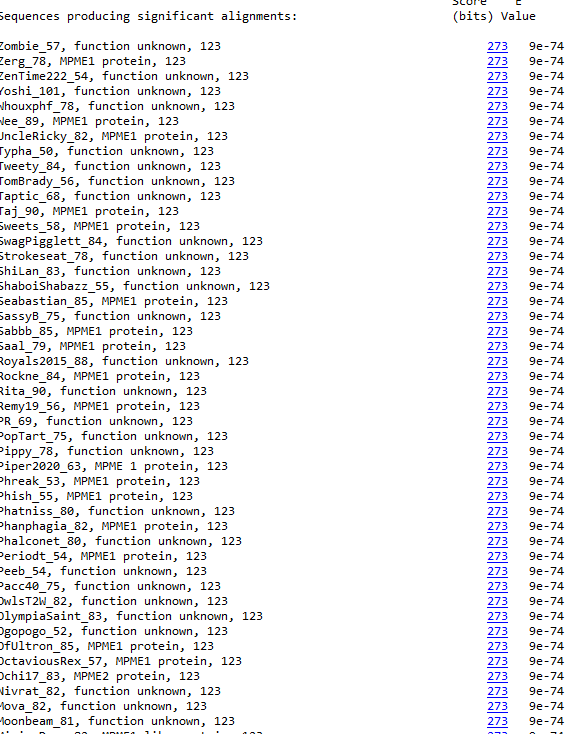 Score E
Sequences producing significant alignments: (bits) Value
Zombie_57, function unknown, 123 273 9e-74
Zerg_78, MPME1 protein, 123 273 9e-74
ZenTime222_54, function unknown, 123 273 9e-74
Yoshi_101, function unknown, 123 273 9e-74
Whouxphf_78, function unknown, 123 273 9e-74
Wee_89, MPME1 protein, 123 273 9e-74
UncleRicky_82, MPME1 protein, 123 273 9e-74
Typha_50, function unknown, 123 273 9e-74
Tweety_84, function unknown, 123 273 9e-74
TomBrady_56, function unknown, 123 273 9e-74
Taptic_68, function unknown, 123 273 9e-74
Taj_90, MPME1 protein, 123 273 9e-74
Sweets_58, MPME1 protein, 123 273 9e-74
SwagPigglett_84, function unknown, 123 273 9e-74
Strokeseat_78, function unknown, 123 273 9e-74
ShiLan_83, function unknown, 123 273 9e-74
ShaboiShabazz_55, function unknown, 123 273 9e-74
Seabastian_85, MPME1 protein, 123 273 9e-74
SassyB_75, function unknown, 123 273 9e-74
Sabbb_85, MPME1 protein, 123 273 9e-74
Saal_79, MPME1 protein, 123 273 9e-74
Royals2015_88, function unknown, 123 273 9e-74
Rockne_84, MPME1 protein, 123 273 9e-74
Rita_90, function unknown, 123 273 9e-74
Remy19_56, MPME1 protein, 123 273 9e-74
PR_69, function unknown, 123 273 9e-74
PopTart_75, function unknown, 123 273 9e-74
Pippy_78, function unknown, 123 273 9e-74
Piper2020_63, MPME 1 protein, 123 273 9e-74
Phreak_53, MPME1 protein, 123 273 9e-74
Phish_55, MPME1 protein, 123 273 9e-74
Phatniss_80, function unknown, 123 273 9e-74
Phanphagia_82, MPME1 protein, 123 273 9e-74
Phalconet_80, function unknown, 123 273 9e-74
Periodt_54, MPME1 protein, 123 273 9e-74
Peeb_54, function unknown, 123 273 9e-74
Pacc40_75, function unknown, 123 273 9e-74
OwlsT2W_82, function unknown, 123 273 9e-74
OlympiaSaint_83, function unknown, 123 273 9e-74
Ogopogo_52, function unknown, 123 273 9e-74
OfUltron_85, MPME1 protein, 123 273 9e-74
OctaviousRex_57, MPME1 protein, 123 273 9e-74
Ochi17_83, MPME2 protein, 123 273 9e-74
Nivrat_82, function unknown, 123 273 9e-74
Mova_82, function unknown, 123 273 9e-74
Moonbeam_81, function unknown, 123 273 9e-74